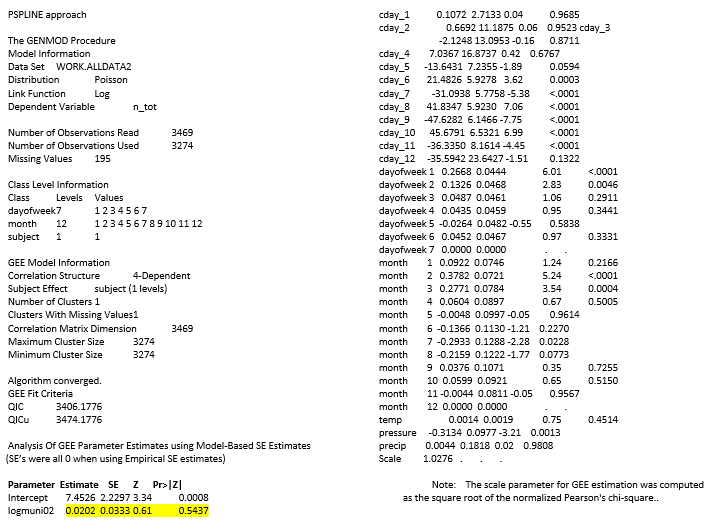 PSPLINE approach
The GENMOD Procedure
Model Information
Data Set WORK.ALLDATA2
Distribution Poisson
Link Function Log
Dependent Variable n_tot
Number of Observations Read 3469
Number of Observations Used 3274
Missing Values 195
Class Level Information
Class Levels Values
dayofweek7 1 2 3 4 5 6 7
month 12 1 2 3 4 5 6 7 8 9 10 11 12
subject 1 1
GEE Model Information
Correlation Structure 4-Dependent
Subject Effect subject (1 levels)
Number of Clusters 1
Clusters With Missing Values1
Correlation Matrix Dimension 3469
Maximum Cluster Size 3274
Minimum Cluster Size 3274
Algorithm converged.
GEE Fit Criteria
QIC 3406.1776
QICu 3474.1776
Analysis Of GEE Parameter Estimates using Model-Based SE Estimates
(SE's were all 0 when using Empirical SE estimates)
Parameter Estimate SE Z Pr>|Z|
Intercept 7.4526 2.2297 3.34 0.0008
logmuni02 0.0202 0.0333 0.61 0.5437
cday_1 0.1072 2.7133 0.04 0.9685
cday_2 0.6692 11.1875 0.06 0.9523 cday_3
-2.1248 13.0953 -0.16 0.8711
cday_4 7.0367 16.8737 0.42 0.6767
cday_5 -13.6431 7.2355 -1.89 0.0594
cday_6 21.4826 5.9278 3.62 0.0003
cday_7 -31.0938 5.7758 -5.38 <.0001
cday_8 41.8347 5.9230 7.06 <.0001
cday_9 -47.6282 6.1466 -7.75 <.0001
cday_10 45.6791 6.5321 6.99 <.0001
cday_11 -36.3350 8.1614 -4.45 <.0001
cday_12 -35.5942 23.6427 -1.51 0.1322
dayofweek 1 0.2668 0.0444 6.01 <.0001
dayofweek 2 0.1326 0.0468 2.83 0.0046
dayofweek 3 0.0487 0.0461 1.06 0.2911
dayofweek 4 0.0435 0.0459 0.95 0.3441
dayofweek 5 -0.0264 0.0482 -0.55 0.5838
dayofweek 6 0.0452 0.0467 0.97 0.3331
dayofweek 7 0.0000 0.0000 . .
month 1 0.0922 0.0746 1.24 0.2166
month 2 0.3782 0.0721 5.24 <.0001
month 3 0.2771 0.0784 3.54 0.0004
month 4 0.0604 0.0897 0.67 0.5005
month 5 -0.0048 0.0997 -0.05 0.9614
month 6 -0.1366 0.1130 -1.21 0.2270
month 7 -0.2933 0.1288 -2.28 0.0228
month 8 -0.2159 0.1222 -1.77 0.0773
month 9 0.0376 0.1071 0.35 0.7255
month 10 0.0599 0.0921 0.65 0.5150
month 11 -0.0044 0.0811 -0.05 0.9567
month 12 0.0000 0.0000 . .
temp 0.0014 0.0019 0.75 0.4514
pressure -0.3134 0.0977 -3.21 0.0013
precip 0.0044 0.1818 0.02 0.9808
Scale 1.0276 . . .
Note: The scale parameter for GEE estimation was computed
as the square root of the normalized Pearson's chi-square..